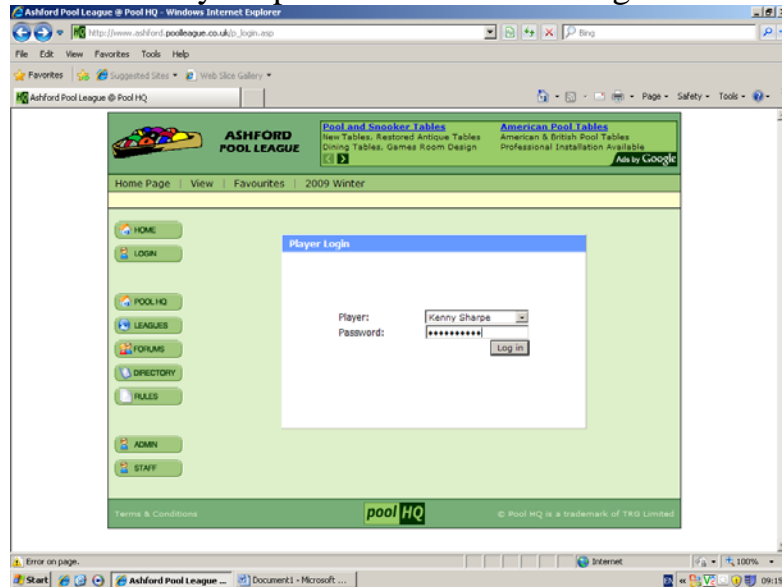 Ashford Pool League @ Pool HQ - Windows Internet Explorer
http://www.ashford.poolleague.co.uk/p_login.asp
Bing
File Edit View Favorites Tools Help
Favorites Suggested Sites Web Slice Gallery
Ashford Pool League @ Pool HQ
Page Safety Tools
ASHFORD
POOL LEAGUE
Pool and Snooker Tables
New Tables. Restored Antique Tables
Dining Tables. Games Room Design
American Pool Tables
American & British Pool Tables
Professional Installation Available
Ads by Google
Home Page | View | Favourites | 2009 Winter
HOME
LOGIN
POOL HQ
LEAGUES
FORUMS
DIRECTORY
RULES
ADMIN
STAFF
Player Login
Player: Kenny Sharpe
Password: ••••••••••
Log in
Terms & Conditions
pool HQ
© Pool HQ is a trademark of TRG Limited
Error on page.
Internet
100%
Start
Ashford Pool League ...
Document1 - Microsoft ...
09:19